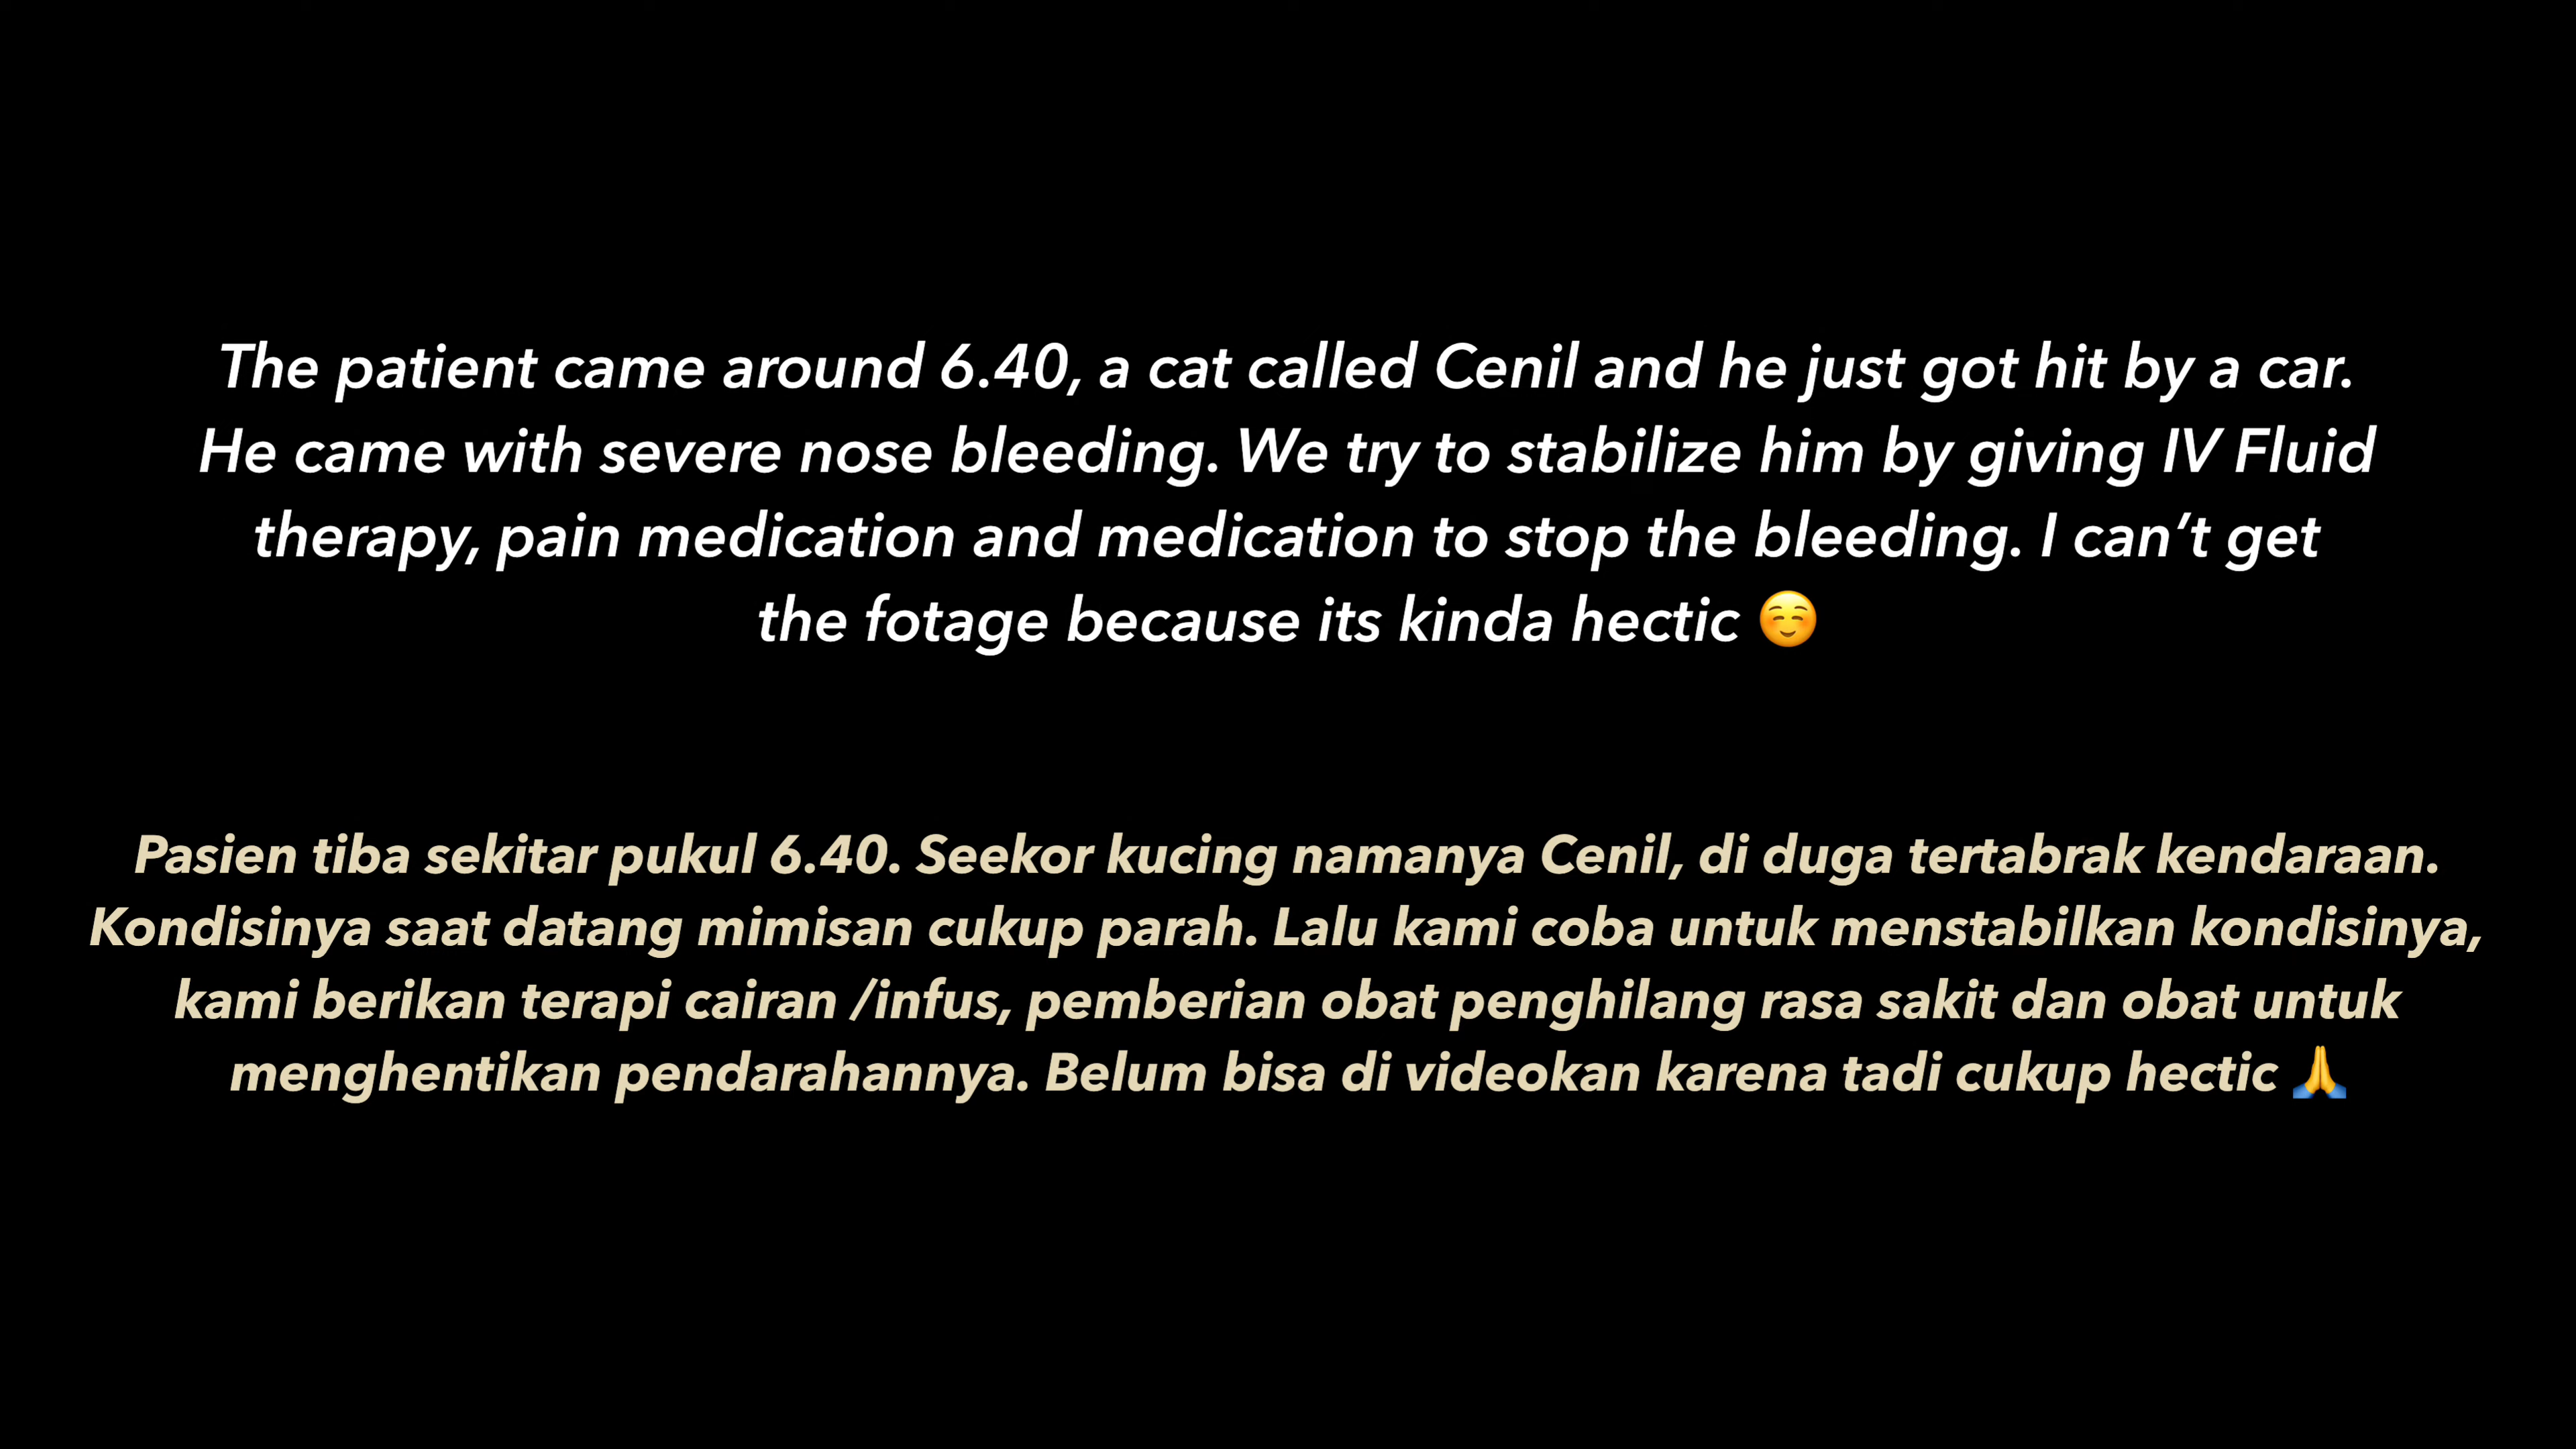 The patient came around 6.40, a cat called Cenil and he just got hit by a car.
He came with severe nose bleeding. We try to stabilize him by giving IV Fluid
therapy, pain medication and medication to stop the bleeding. I can’t get
the fotage because its kinda hectic ☺️
Pasien tiba sekitar pukul 6.40. Seekor kucing namanya Cenil, di duga tertabrak kendaraan.
Kondisinya saat datang mimisan cukup parah. Lalu kami coba untuk menstabilkan kondisinya,
kami berikan terapi cairan /infus, pemberian obat penghilang rasa sakit dan obat untuk
menghentikan pendarahannya. Belum bisa di videokan karena tadi cukup hectic 🙏